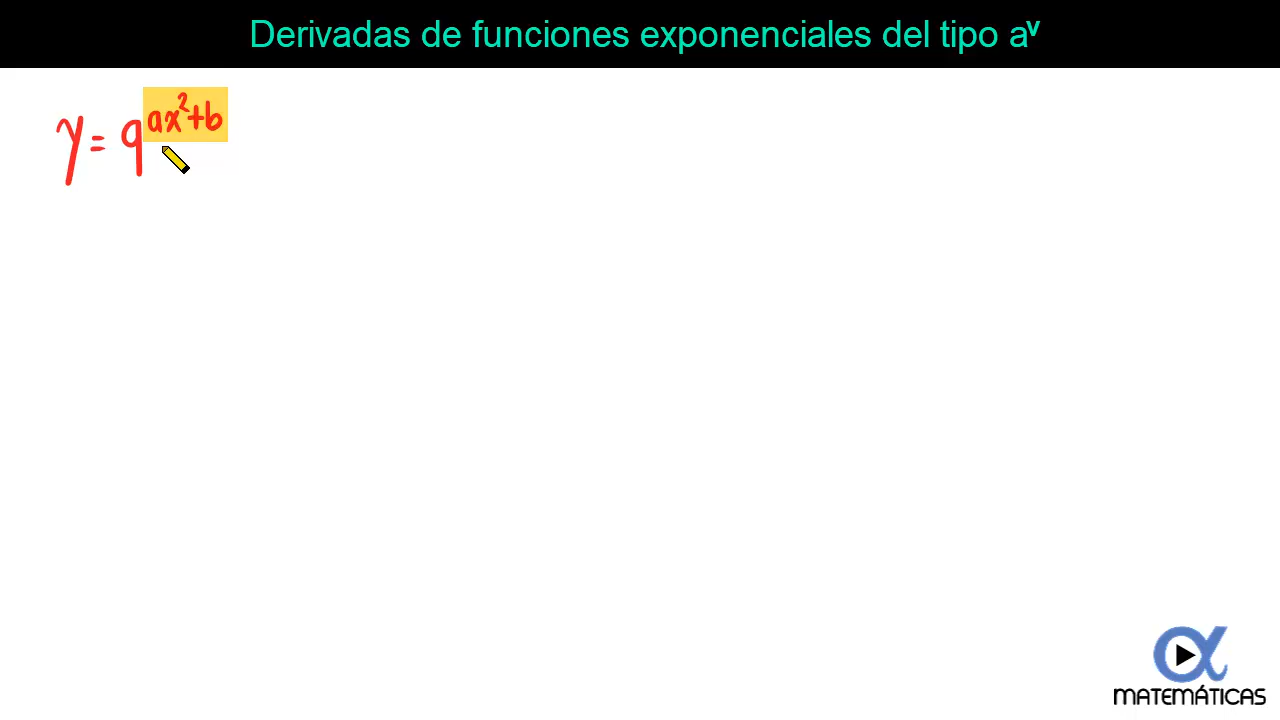 Derivadas de funciones exponenciales del tipo aᵛ
y = 9^(ax²+b)
MATEMÁTICAS